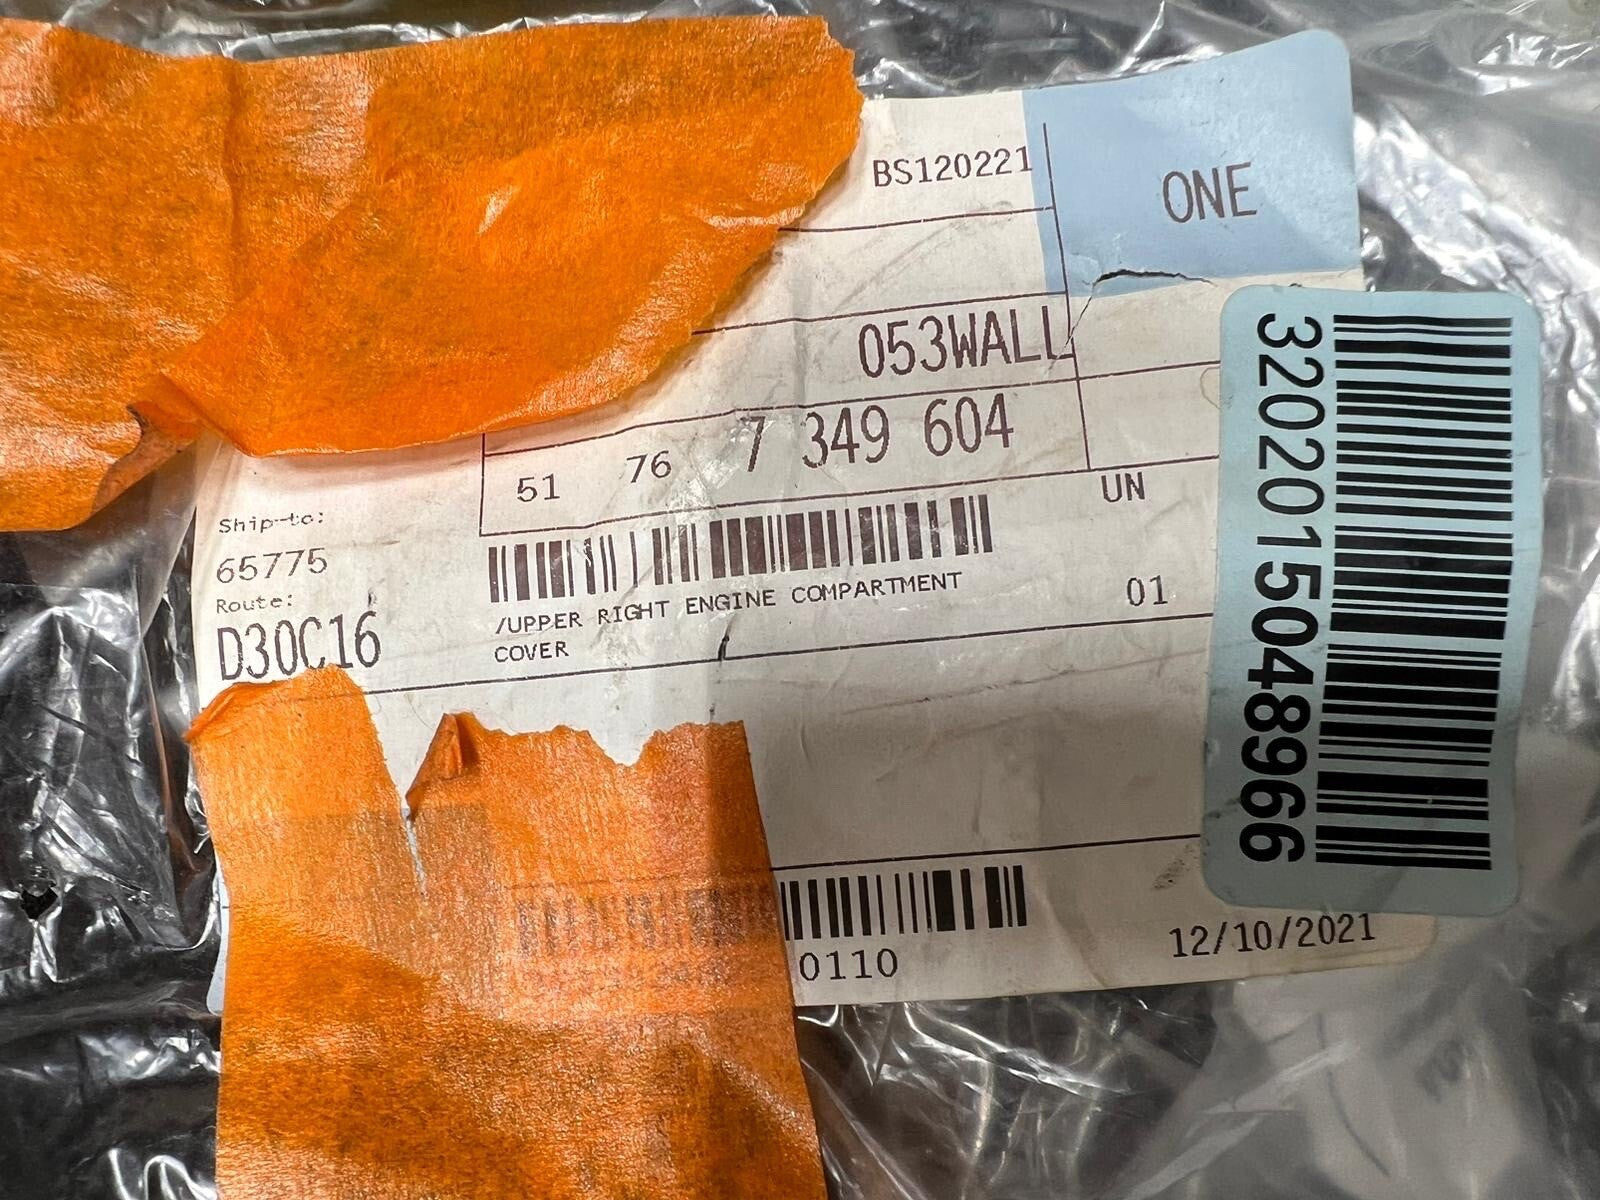 BS120221
ONE
053WALL
51 76 7 349 604
UN
Ship-to:
65775
Route:
D30C16
/UPPER RIGHT ENGINE COMPARTMENT
COVER
01
0110
12/10/2021
3202015048966